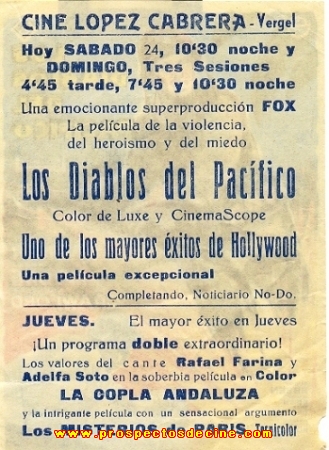 CINE LOPEZ CABRERA - Vergel
Hoy SABADO 24, 10'30 noche y
DOMINGO, Tres Sesiones
4'45 tarde, 7'45 y 10'30 noche
Una emocionante superproducción FOX
La película de la violencia,
del heroismo y del miedo
Los Diablos del Pacífico
Color de Luxe y CinemaScope
Uno de los mayores éxitos de Hollywood
Una película excepcional
Completando, Noticiario No-Do.
JUEVES. El mayor éxito en Jueves
¡Un programa doble extraordinario!
Los valores del cante Rafael Farina y
Adelfa Soto en la soberbia película en Color
LA COPLA ANDALUZA
y la intrigante película con un sensacional argumento
Los MISTERIOS de PARIS
www.prospectosdecine.com